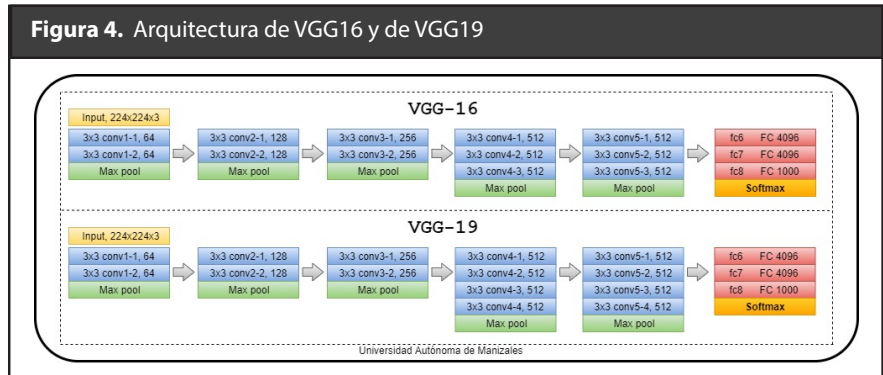 Figura 4. Arquitectura de VGG16 y de VGG19
VGG-16
Input, 224x224x3
3x3 conv1-1, 64
3x3 conv1-2, 64
Max pool
3x3 conv2-1, 128
3x3 conv2-2, 128
Max pool
3x3 conv3-1, 256
3x3 conv3-2, 256
Max pool
3x3 conv4-1, 512
3x3 conv4-2, 512
3x3 conv4-3, 512
Max pool
3x3 conv5-1, 512
3x3 conv5-2, 512
3x3 conv5-3, 512
Max pool
fc6 FC 4096
fc7 FC 4096
fc8 FC 1000
Softmax
VGG-19
Input, 224x224x3
3x3 conv1-1, 64
3x3 conv1-2, 64
Max pool
3x3 conv2-1, 128
3x3 conv2-2, 128
Max pool
3x3 conv3-1, 256
3x3 conv3-2, 256
Max pool
3x3 conv4-1, 512
3x3 conv4-2, 512
3x3 conv4-3, 512
3x3 conv4-4, 512
Max pool
3x3 conv5-1, 512
3x3 conv5-2, 512
3x3 conv5-3, 512
3x3 conv5-4, 512
Max pool
fc6 FC 4096
fc7 FC 4096
fc8 FC 1000
Softmax
Universidad Autónoma de Manizales